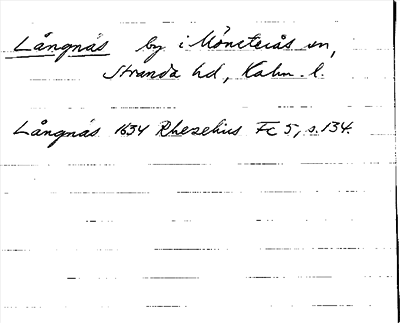 Långnäs by i Mönsterås sn,
Stranda hd, Kalm. l.
Långnäs 1634 Rhezelius Fc 5, s. 134.